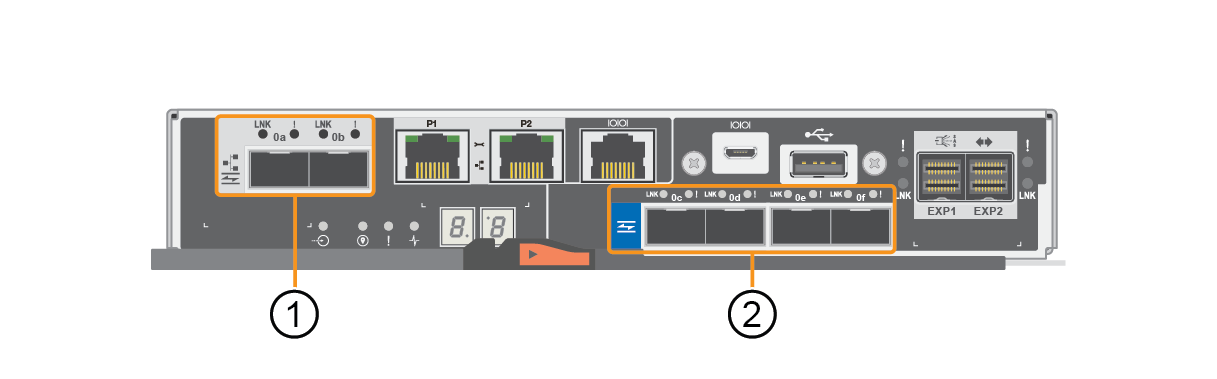 LNK ! LNK !
0a 0b
P1 P2 IOIOI
IOIOI
! !
LNK LNK
EXP1 EXP2
LNK 0c ! LNK 0d ! LNK 0e ! LNK 0f !
!
8. 8
1 2